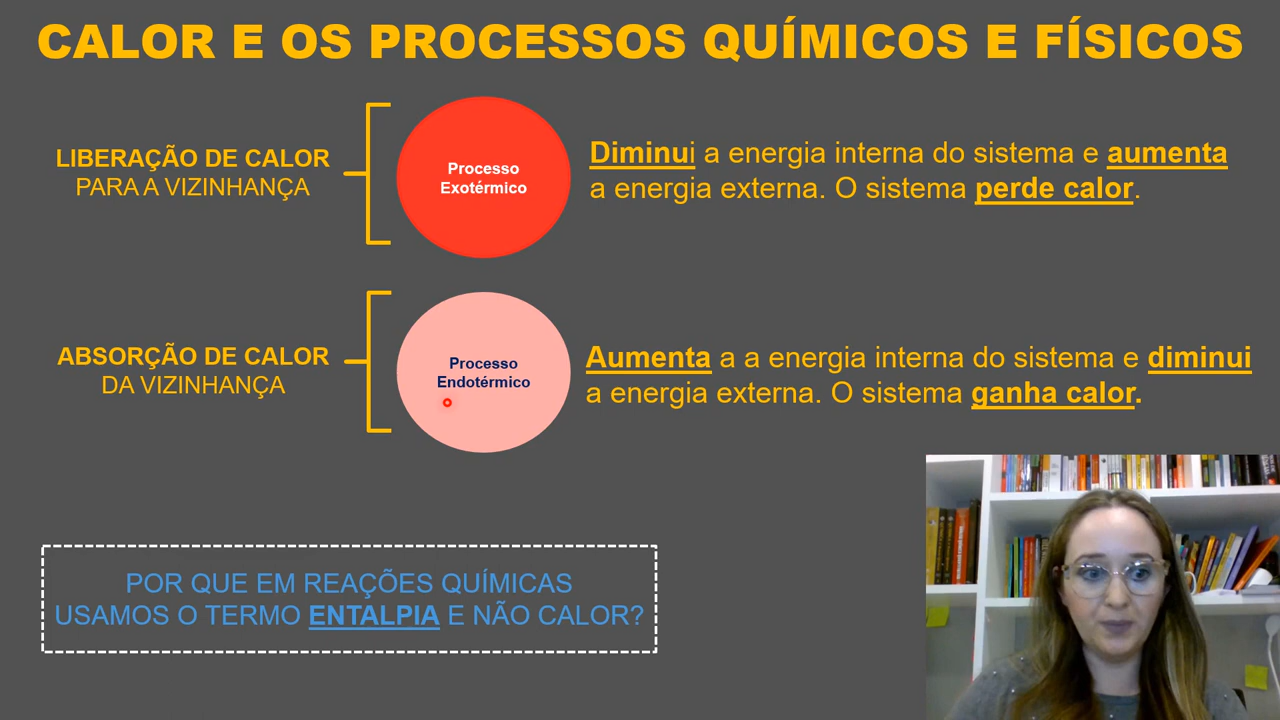 CALOR E OS PROCESSOS QUÍMICOS E FÍSICOS
LIBERAÇÃO DE CALOR
PARA A VIZINHANÇA
Processo
Exotérmico
Diminui a energia interna do sistema e aumenta
a energia externa. O sistema perde calor.
ABSORÇÃO DE CALOR
DA VIZINHANÇA
Processo
Endotérmico
Aumenta a a energia interna do sistema e diminui
a energia externa. O sistema ganha calor.
POR QUE EM REAÇÕES QUÍMICAS
USAMOS O TERMO ENTALPIA E NÃO CALOR?